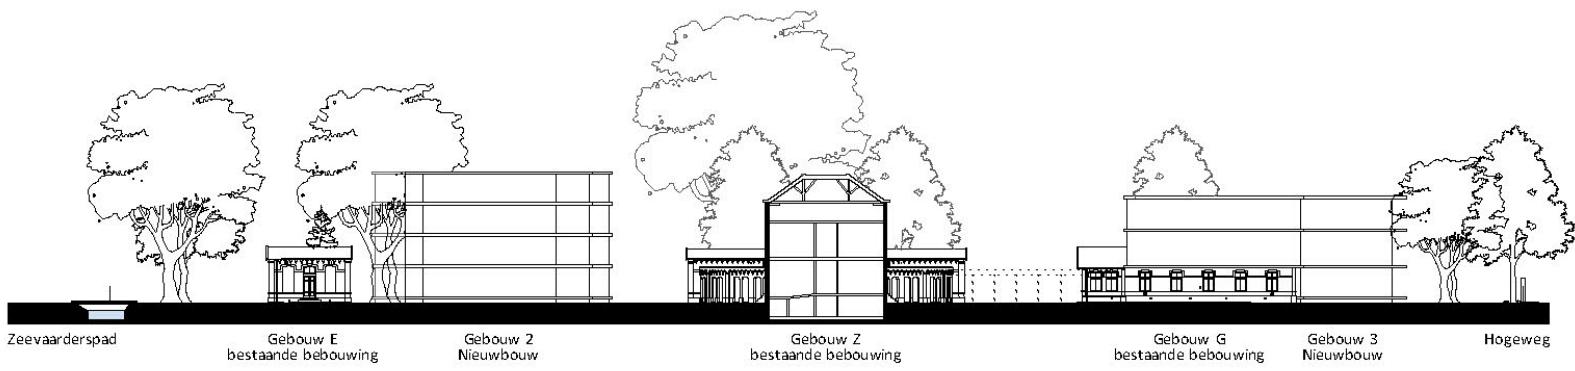 Zeevaarderspad
Gebouw E
bestaande bebouwing
Gebouw 2
Nieuwbouw
Gebouw Z
bestaande bebouwing
Gebouw G
bestaande bebouwing
Gebouw 3
Nieuwbouw
Hogeweg